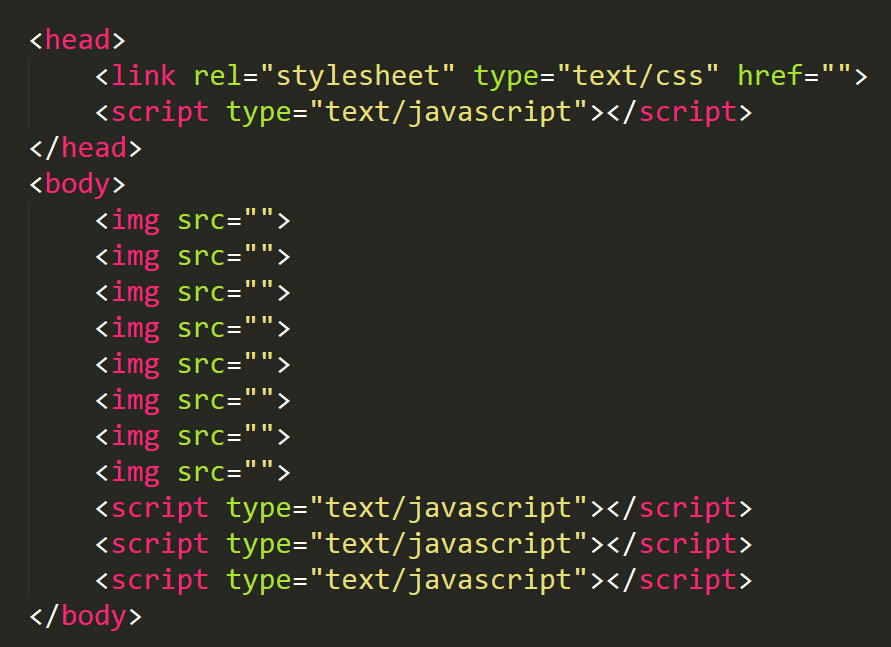 <head>
    <link rel="stylesheet" type="text/css" href="">
    <script type="text/javascript"></script>
</head>
<body>
    <img src="">
    <img src="">
    <img src="">
    <img src="">
    <img src="">
    <img src="">
    <img src="">
    <img src="">
    <script type="text/javascript"></script>
    <script type="text/javascript"></script>
    <script type="text/javascript"></script>
</body>